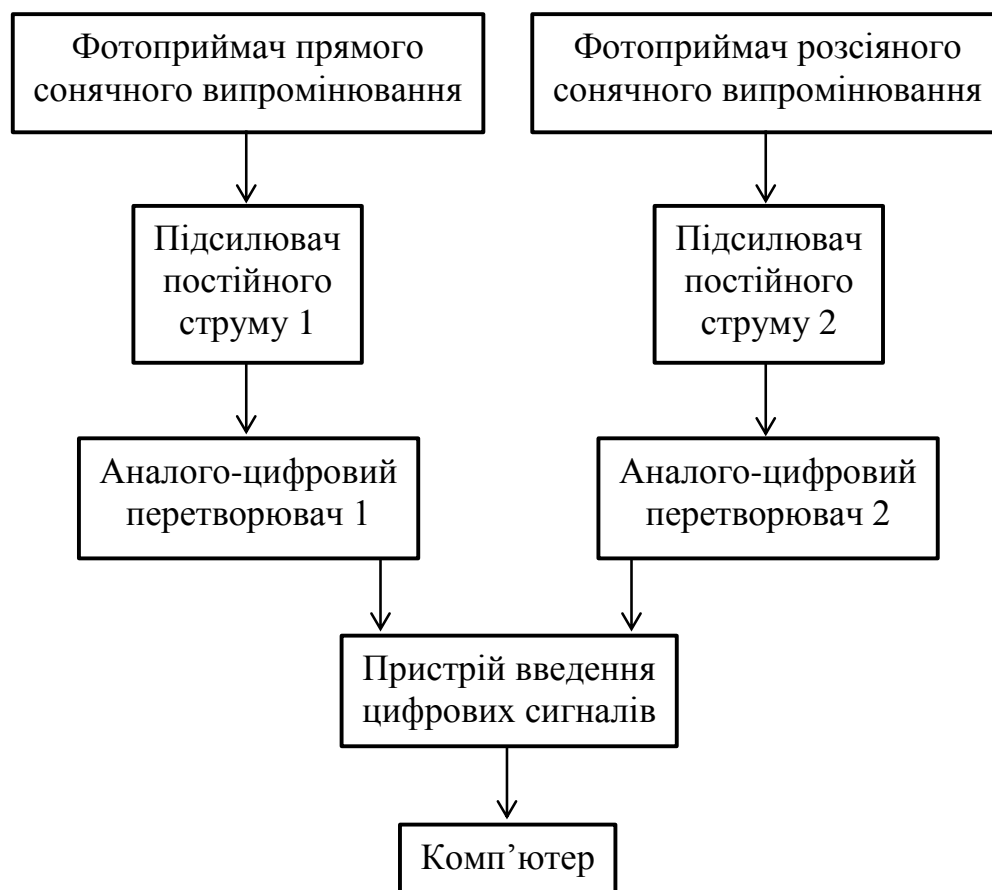 Фотоприймач прямого
сонячного випромінювання
Фотоприймач розсіяного
сонячного випромінювання
Підсилювач
постійного
струму 1
Підсилювач
постійного
струму 2
Аналого-цифровий
перетворювач 1
Аналого-цифровий
перетворювач 2
Пристрій введення
цифрових сигналів
Комп’ютер